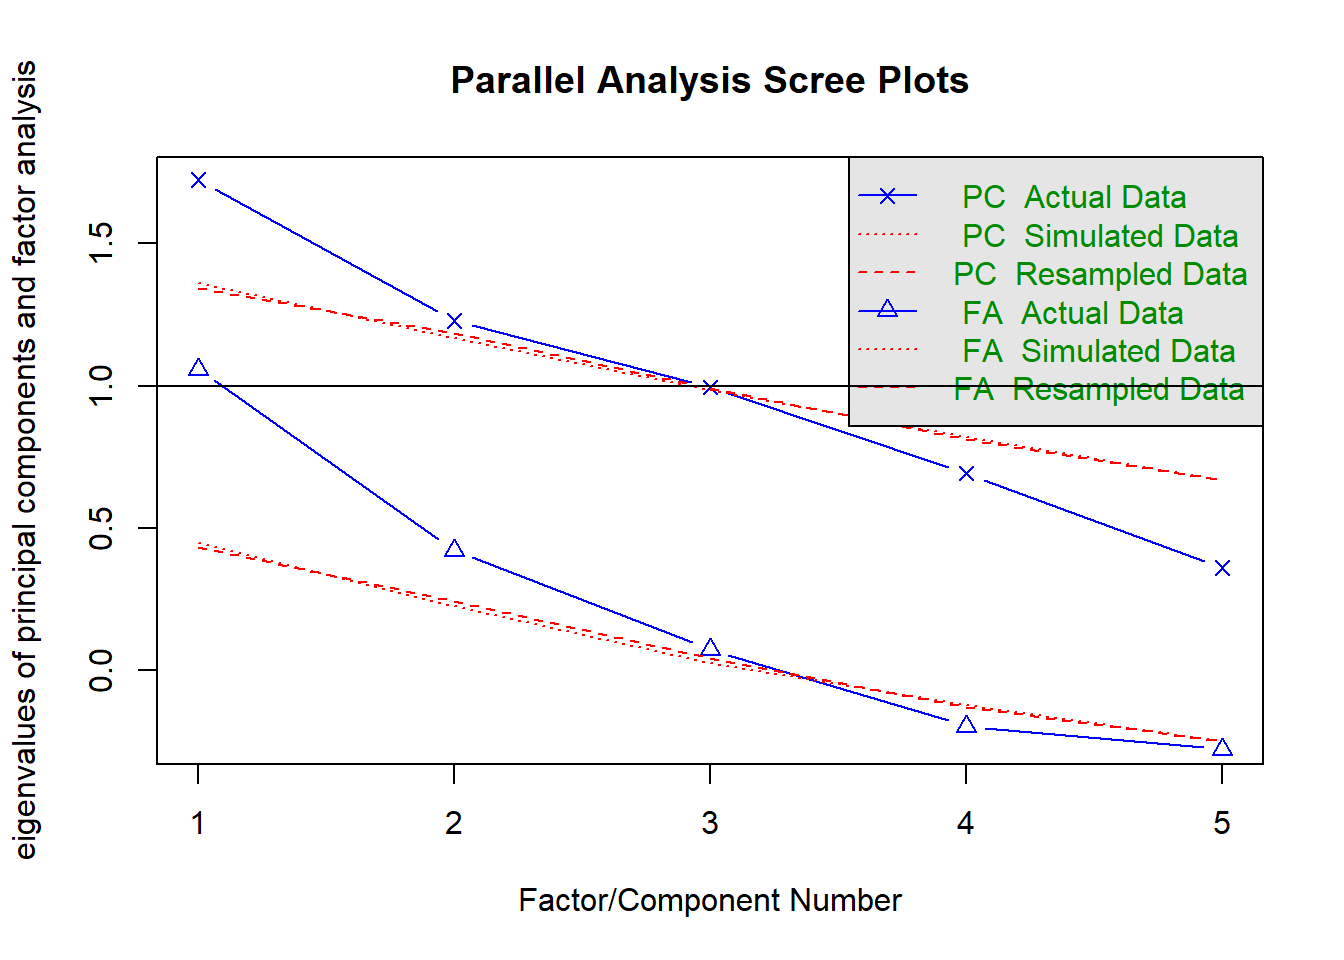 Parallel Analysis Scree Plots
eigenvalues of principal components and factor analysis
1.5
1.0
0.5
0.0
PC Actual Data
PC Simulated Data
PC Resampled Data
FA Actual Data
FA Simulated Data
FA Resampled Data
1 2 3 4 5
Factor/Component Number